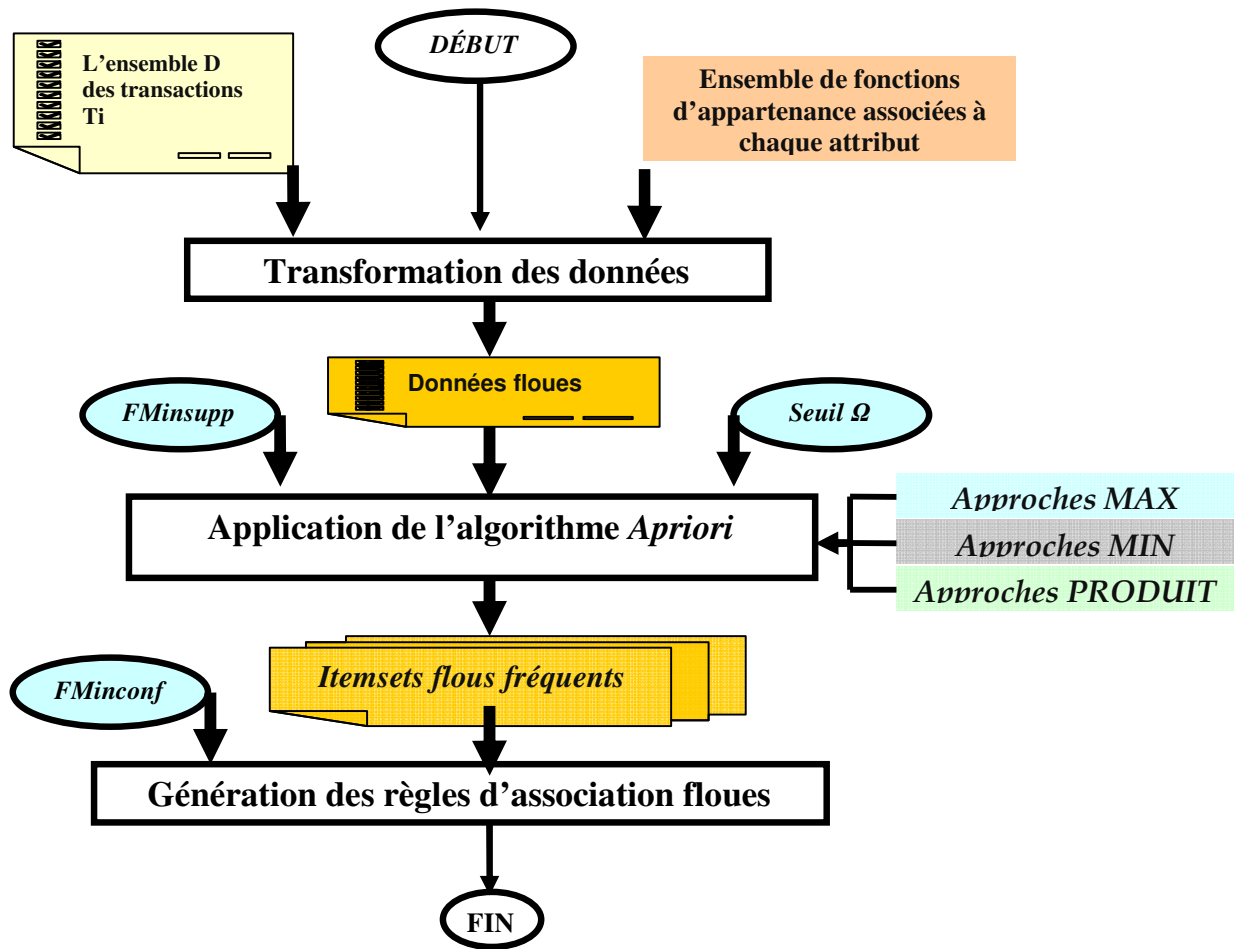 DÉBUT
L'ensemble D
des transactions
Ti
Ensemble de fonctions
d'appartenance associées à
chaque attribut
Transformation des données
Données floues
FMinsupp
Seuil Ω
Application de l'algorithme Apriori
Approches MAX
Approches MIN
Approches PRODUIT
Itemsets flous fréquents
FMinconf
Génération des règles d'association floues
FIN